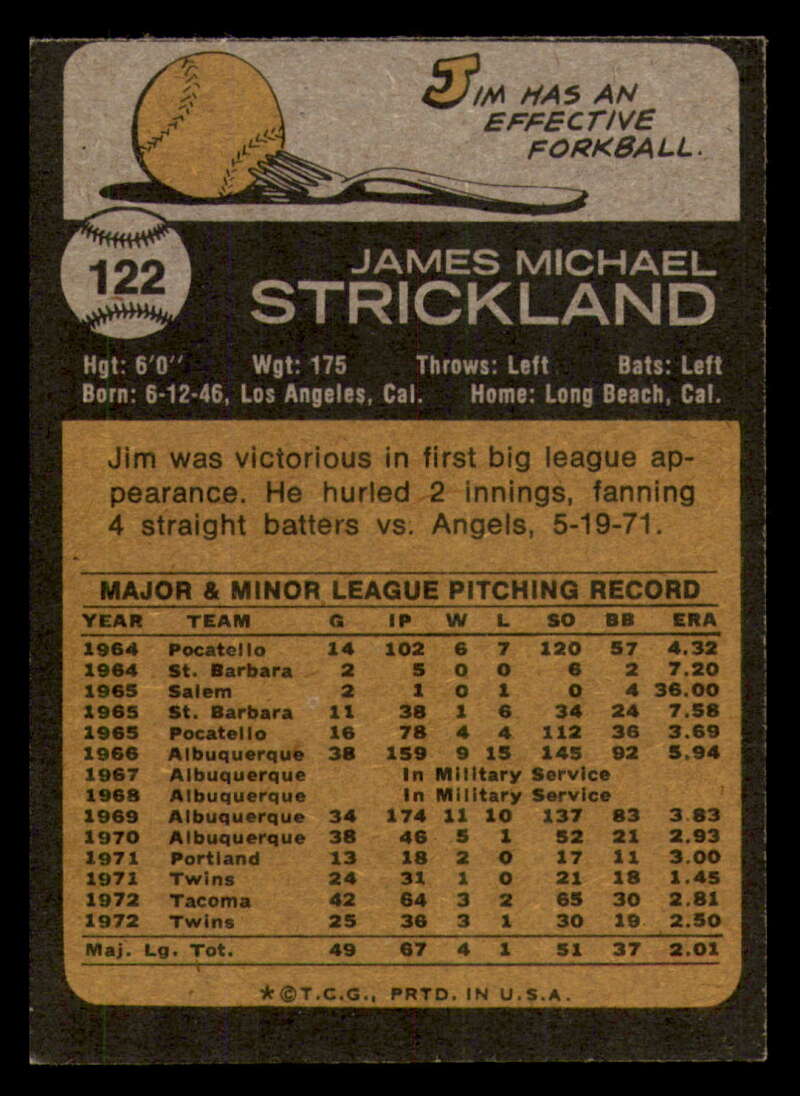 JIM HAS AN
EFFECTIVE
FORKBALL.
122
JAMES MICHAEL
STRICKLAND
Hgt: 6'0" Wgt: 175 Throws: Left Bats: Left
Born: 6-12-46, Los Angeles, Cal. Home: Long Beach, Cal.
Jim was victorious in first big league ap-
pearance. He hurled 2 innings, fanning
4 straight batters vs. Angels, 5-19-71.
MAJOR & MINOR LEAGUE PITCHING RECORD
YEAR TEAM G IP W L SO BB ERA
1964 Pocatello 14 102 6 7 120 57 4.32
1964 St. Barbara 2 5 0 0 6 2 7.20
1965 Salem 2 1 0 1 0 4 36.00
1965 St. Barbara 11 38 1 6 34 24 7.58
1965 Pocatello 16 78 4 4 112 36 3.69
1966 Albuquerque 38 159 9 15 145 92 5.94
1967 Albuquerque In Military Service
1968 Albuquerque In Military Service
1969 Albuquerque 34 174 11 10 137 83 3.83
1970 Albuquerque 38 46 5 1 52 21 2.93
1971 Portland 13 18 2 0 17 11 3.00
1971 Twins 24 31 1 0 21 18 1.45
1972 Tacoma 42 64 3 2 65 30 2.81
1972 Twins 25 36 3 1 30 19 2.50
Maj. Lg. Tot. 49 67 4 1 51 37 2.01
*©T.C.G., PRTD. IN U.S.A.